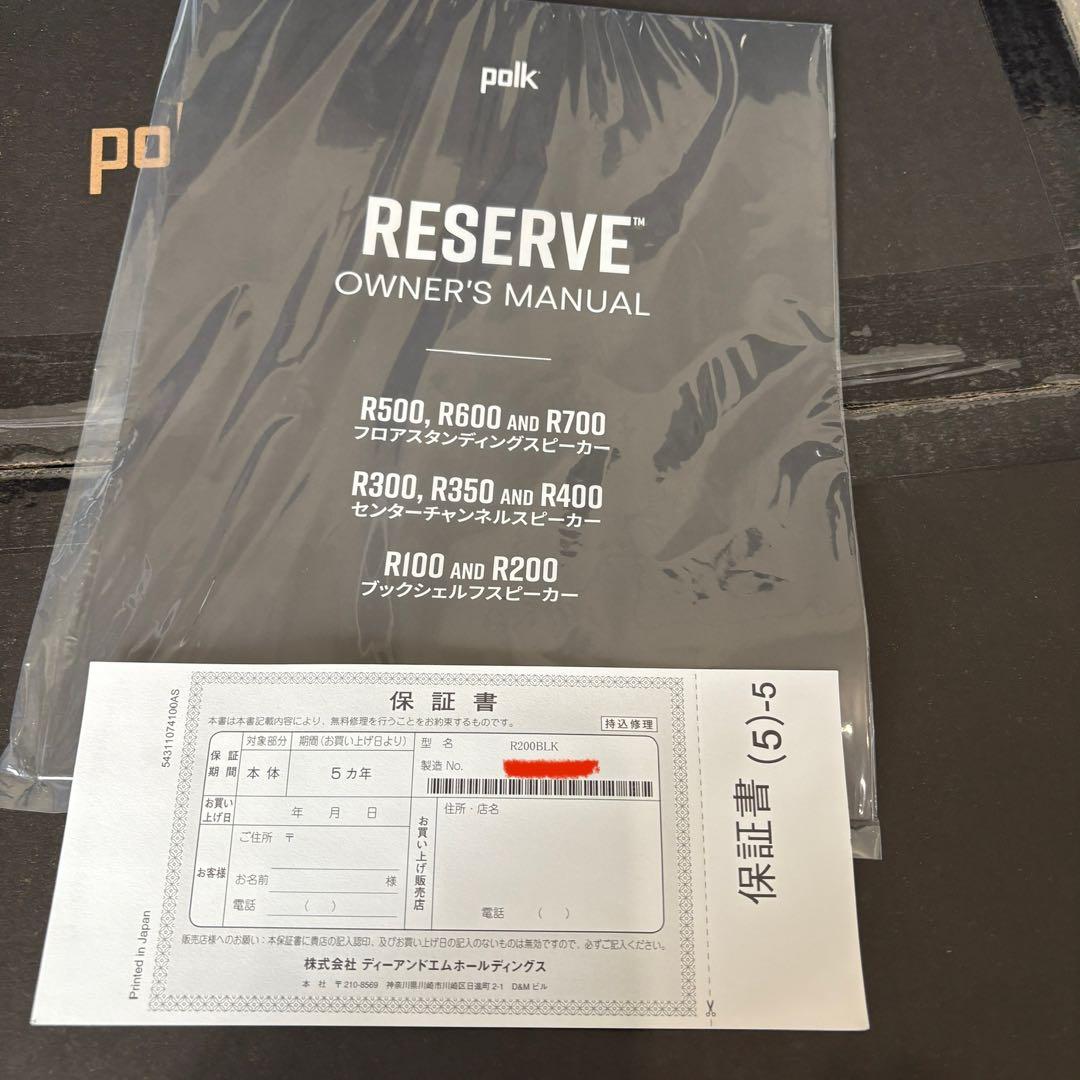 polk
po
RESERVE™
OWNER'S MANUAL
R500, R600 AND R700
フロアスタンディングスピーカー
R300, R350 AND R400
センターチャンネルスピーカー
R100 AND R200
ブックシェルフスピーカー
保証書
本書は本書記載内容により、無料修理を行うことをお約束するものです。
持込修理
保証期間
対象部分
期間(お買い上げ日より)
本体
5カ年
型名 R200BLK
製造 No.
お買い上げ日
年 月 日
お客様
ご住所 〒
お名前 様
電話 ( )
お買い上げ販売店
住所・店名
電話 ( )
販売店様へのお願い:本保証書に貴店の記入認印、及びお買い上げ日の記入のないものは無効ですので、必ずご記入ください。
株式会社 ディーアンドエムホールディングス
本 社 〒210-8569 神奈川県川崎市川崎区日進町 2-1 D&M ビル
54311074100AS
Printed in Japan
保証書 (5)-5